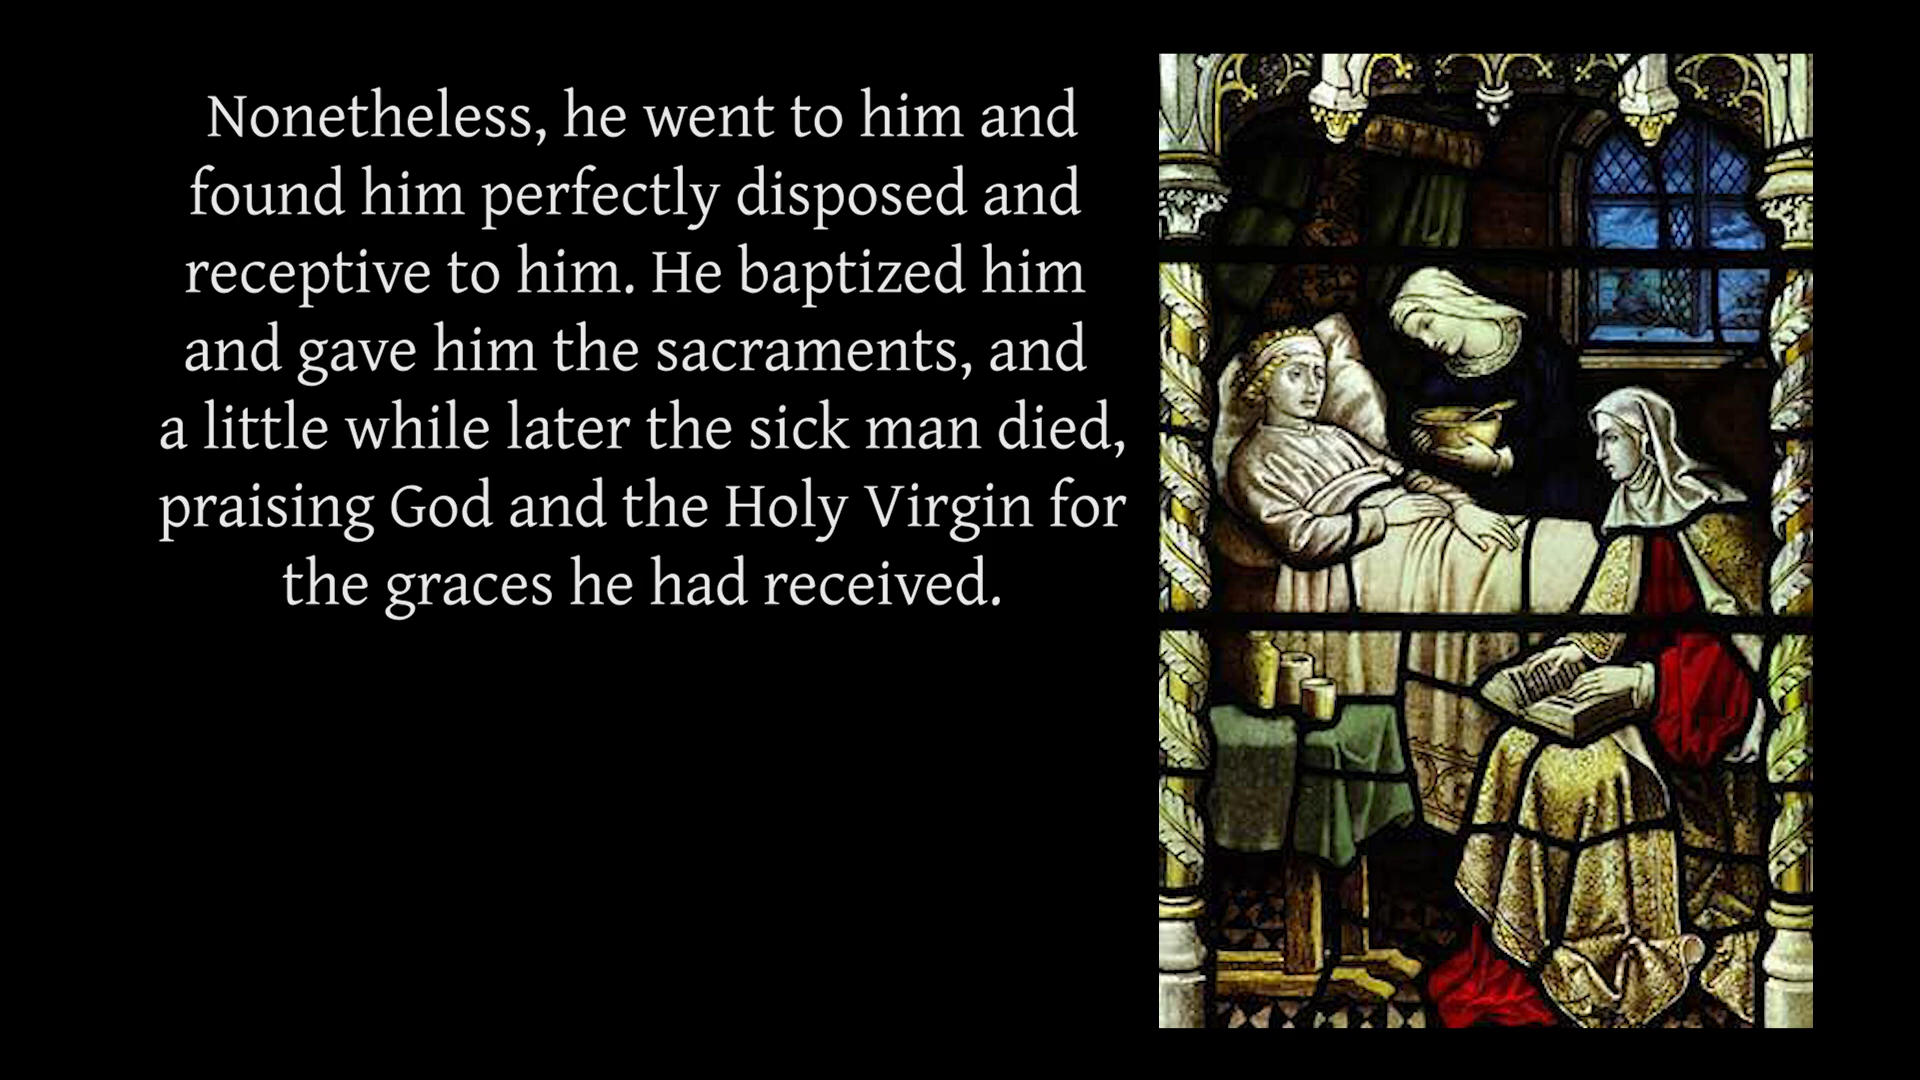 Nonetheless, he went to him and
found him perfectly disposed and
receptive to him. He baptized him
and gave him the sacraments, and
a little while later the sick man died,
praising God and the Holy Virgin for
the graces he had received.